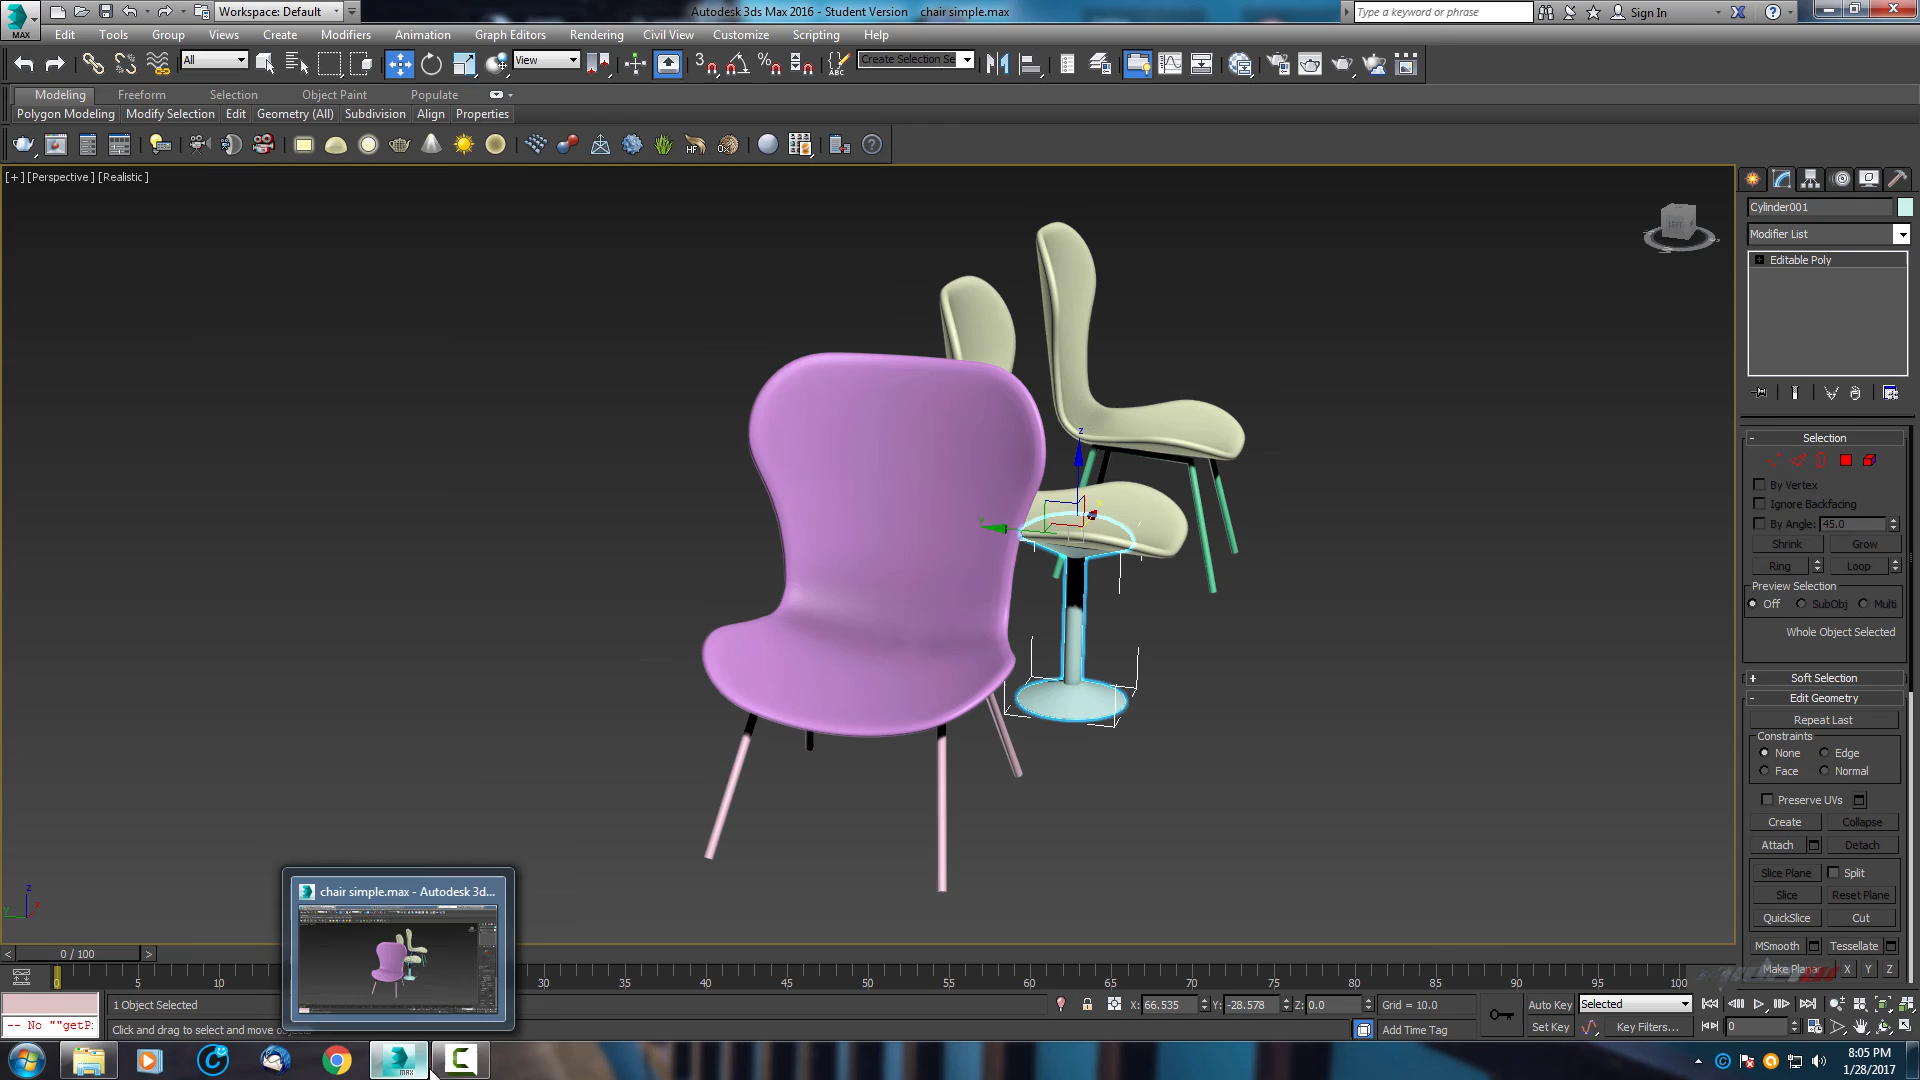 MAX
Workspace: Default
Autodesk 3ds Max 2016 - Student Version    chair simple.max
Type a keyword or phrase
Sign In
Edit Tools Group Views Create Modifiers Animation Graph Editors Rendering Civil View Customize Scripting Help
All
View
3
ABC
Create Selection Se
Modeling Freeform Selection Object Paint Populate
Polygon Modeling Modify Selection Edit Geometry (All) Subdivision Align Properties
HF
[+] [Perspective ] [Realistic ]
LEFT
Cylinder001
Modifier List
Editable Poly
Selection
By Vertex
Ignore Backfacing
By Angle: 45.0
Shrink Grow
Ring Loop
Preview Selection
Off SubObj Multi
Whole Object Selected
Soft Selection
Edit Geometry
Repeat Last
Constraints
None Edge
Face Normal
Preserve UVs
Create Collapse
Attach Detach
Slice Plane Split
Slice Reset Plane
QuickSlice Cut
MSmooth Tessellate
Make Planar X Y Z
z
z
chair simple.max - Autodesk 3d...
0 / 100
0 5 10 30 35 40 45 50 55 60 65 70 75 80 85 90 95 100
1 Object Selected
X: 66.535 Y: -28.578 Z: 0.0 Grid = 10.0
Auto Key Selected
-- No ""getP:
Click and drag to select and move obje
Add Time Tag
Set Key Key Filters... 0
MAX
8:05 PM
1/28/2017